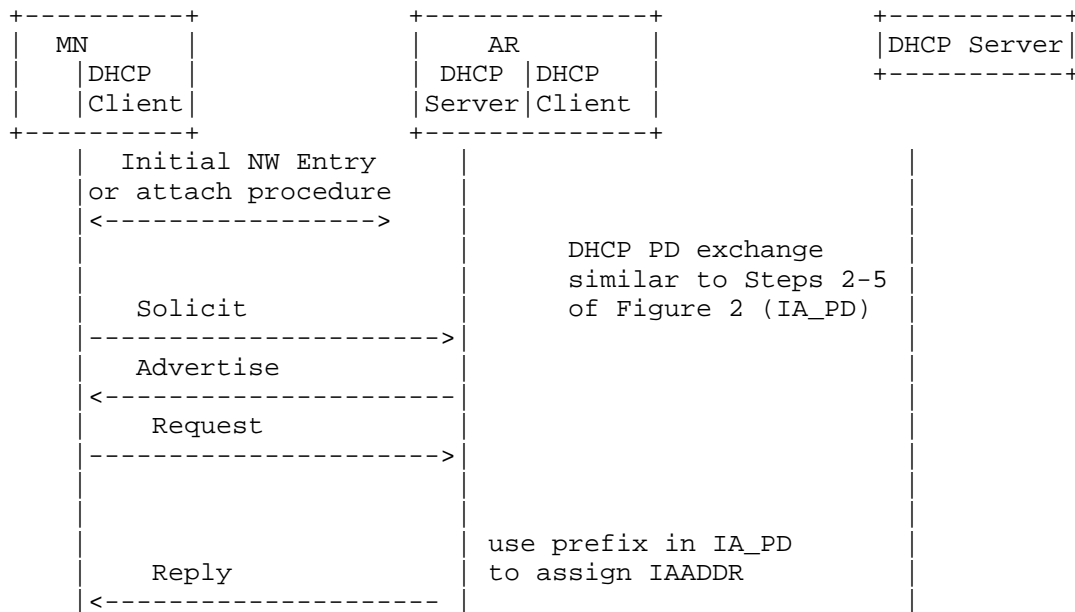 MN AR DHCP Server
DHCP DHCP DHCP
Client Server Client
Initial NW Entry
or attach procedure
DHCP PD exchange
similar to Steps 2-5
Solicit of Figure 2 (IA_PD)
Advertise
Request
use prefix in IA_PD
Reply to assign IAADDR